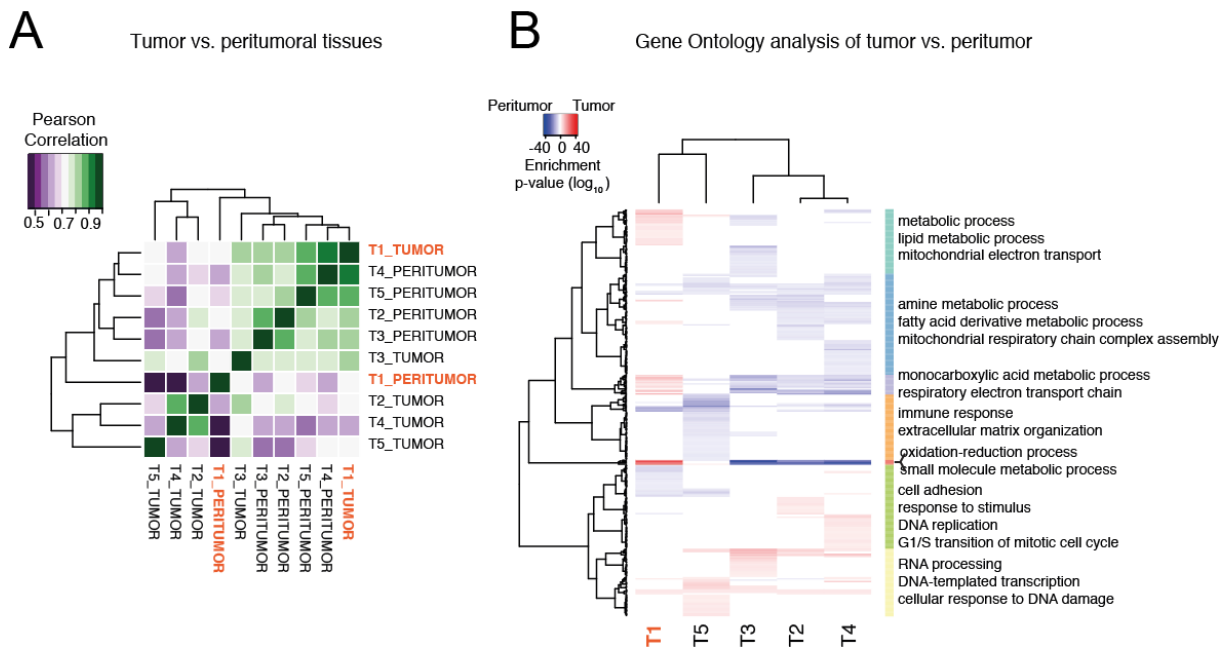 A
Tumor vs. peritumoral tissues
Pearson
Correlation
0.5 0.7 0.9
T1_TUMOR
T4_PERITUMOR
T5_PERITUMOR
T2_PERITUMOR
T3_PERITUMOR
T3_TUMOR
T1_PERITUMOR
T2_TUMOR
T4_TUMOR
T5_TUMOR
T5_TUMOR
T4_TUMOR
T2_TUMOR
T1_PERITUMOR
T3_TUMOR
T3_PERITUMOR
T2_PERITUMOR
T5_PERITUMOR
T4_PERITUMOR
T1_TUMOR
B
Gene Ontology analysis of tumor vs. peritumor
Peritumor Tumor
-40 0 40
Enrichment
p-value (log10)
metabolic process
lipid metabolic process
mitochondrial electron transport
amine metabolic process
fatty acid derivative metabolic process
mitochondrial respiratory chain complex assembly
monocarboxylic acid metabolic process
respiratory electron transport chain
immune response
extracellular matrix organization
oxidation-reduction process
small molecule metabolic process
cell adhesion
response to stimulus
DNA replication
G1/S transition of mitotic cell cycle
RNA processing
DNA-templated transcription
cellular response to DNA damage
T1
T5
T3
T2
T4